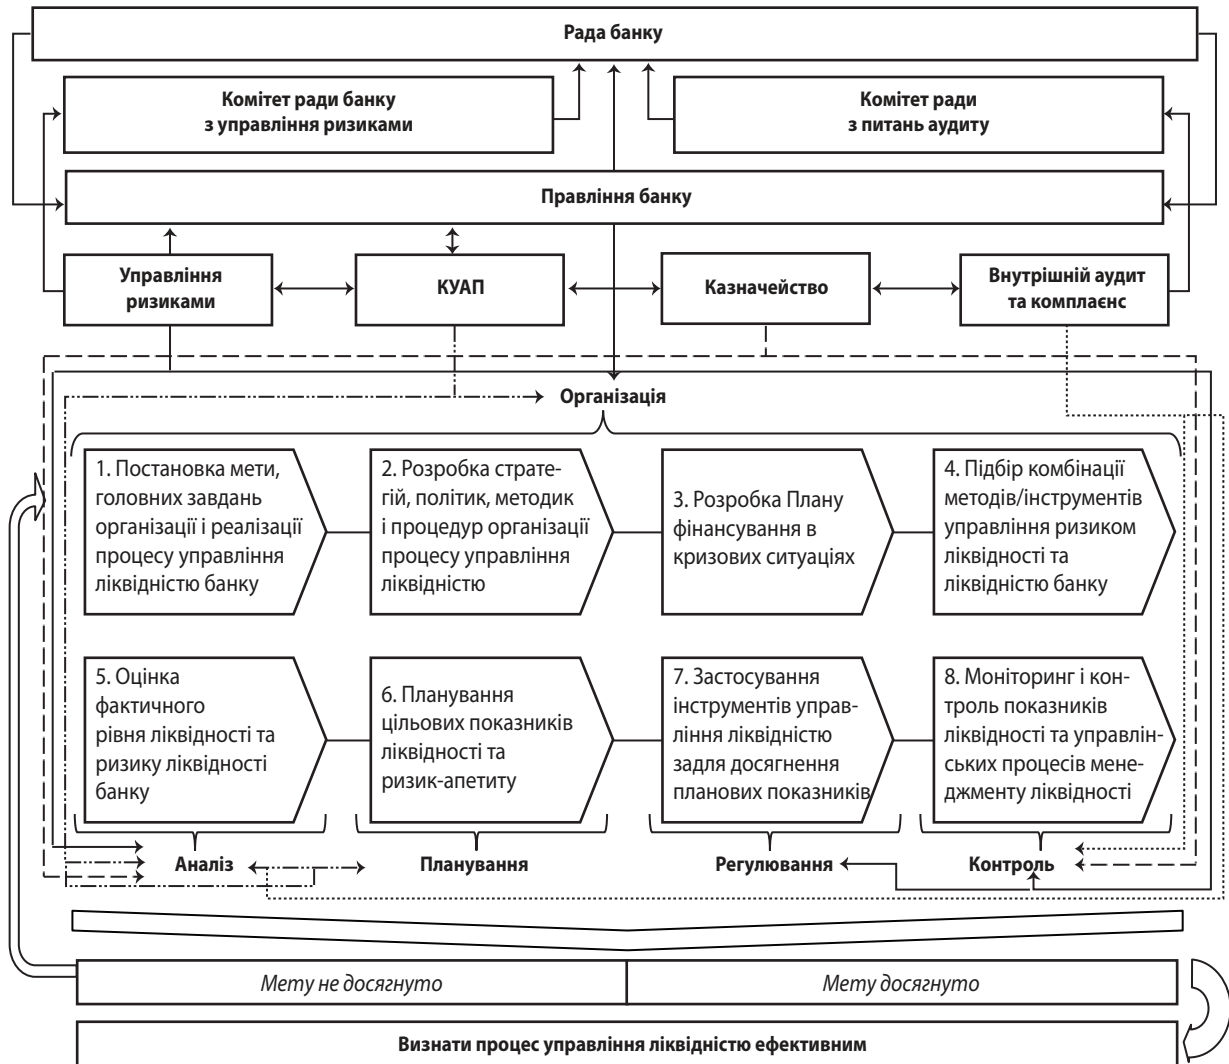 Рада банку
Комітет ради банку
з управління ризиками
Комітет ради
з питань аудиту
Правління банку
Управління
ризиками
КУАП
Казначейство
Внутрішній аудит
та комплаєнс
Організація
1. Постановка мети,
головних завдань
організації і реалізації
процесу управління
ліквідністю банку
2. Розробка страте-
гій, політик, методик
і процедур організації
процесу управління
ліквідністю
3. Розробка Плану
фінансування в
кризових ситуаціях
4. Підбір комбінації
методів/інструментів
управління ризиком
ліквідності та
ліквідністю банку
5. Оцінка
фактичного
рівня ліквідності та
ризику ліквідності
банку
6. Планування
цільових показників
ліквідності та
ризик-апетиту
7. Застосування
інструментів управ-
ління ліквідністю
задля досягнення
планових показників
8. Моніторинг і кон-
троль показників
ліквідності та управлін-
ських процесів мене-
джменту ліквідності
Аналіз
Планування
Регулювання
Контроль
Мету не досягнуто
Мету досягнуто
Визнати процес управління ліквідністю ефективним